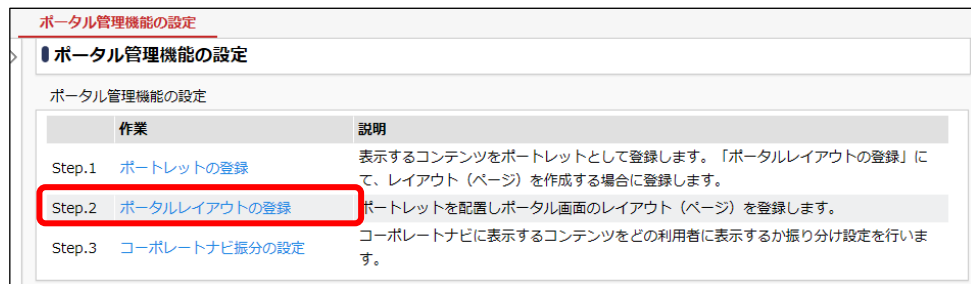 ポータル管理機能の設定
ポータル管理機能の設定
ポータル管理機能の設定
作業 説明
Step.1 ポートレットの登録 表示するコンテンツをポートレットとして登録します。「ポータルレイアウトの登録」に
て、レイアウト（ページ）を作成する場合に登録します。
Step.2 ポータルレイアウトの登録 ポートレットを配置しポータル画面のレイアウト（ページ）を登録します。
Step.3 コーポレートナビ振分の設定 コーポレートナビに表示するコンテンツをどの利用者に表示するか振り分け設定を行いま
す。